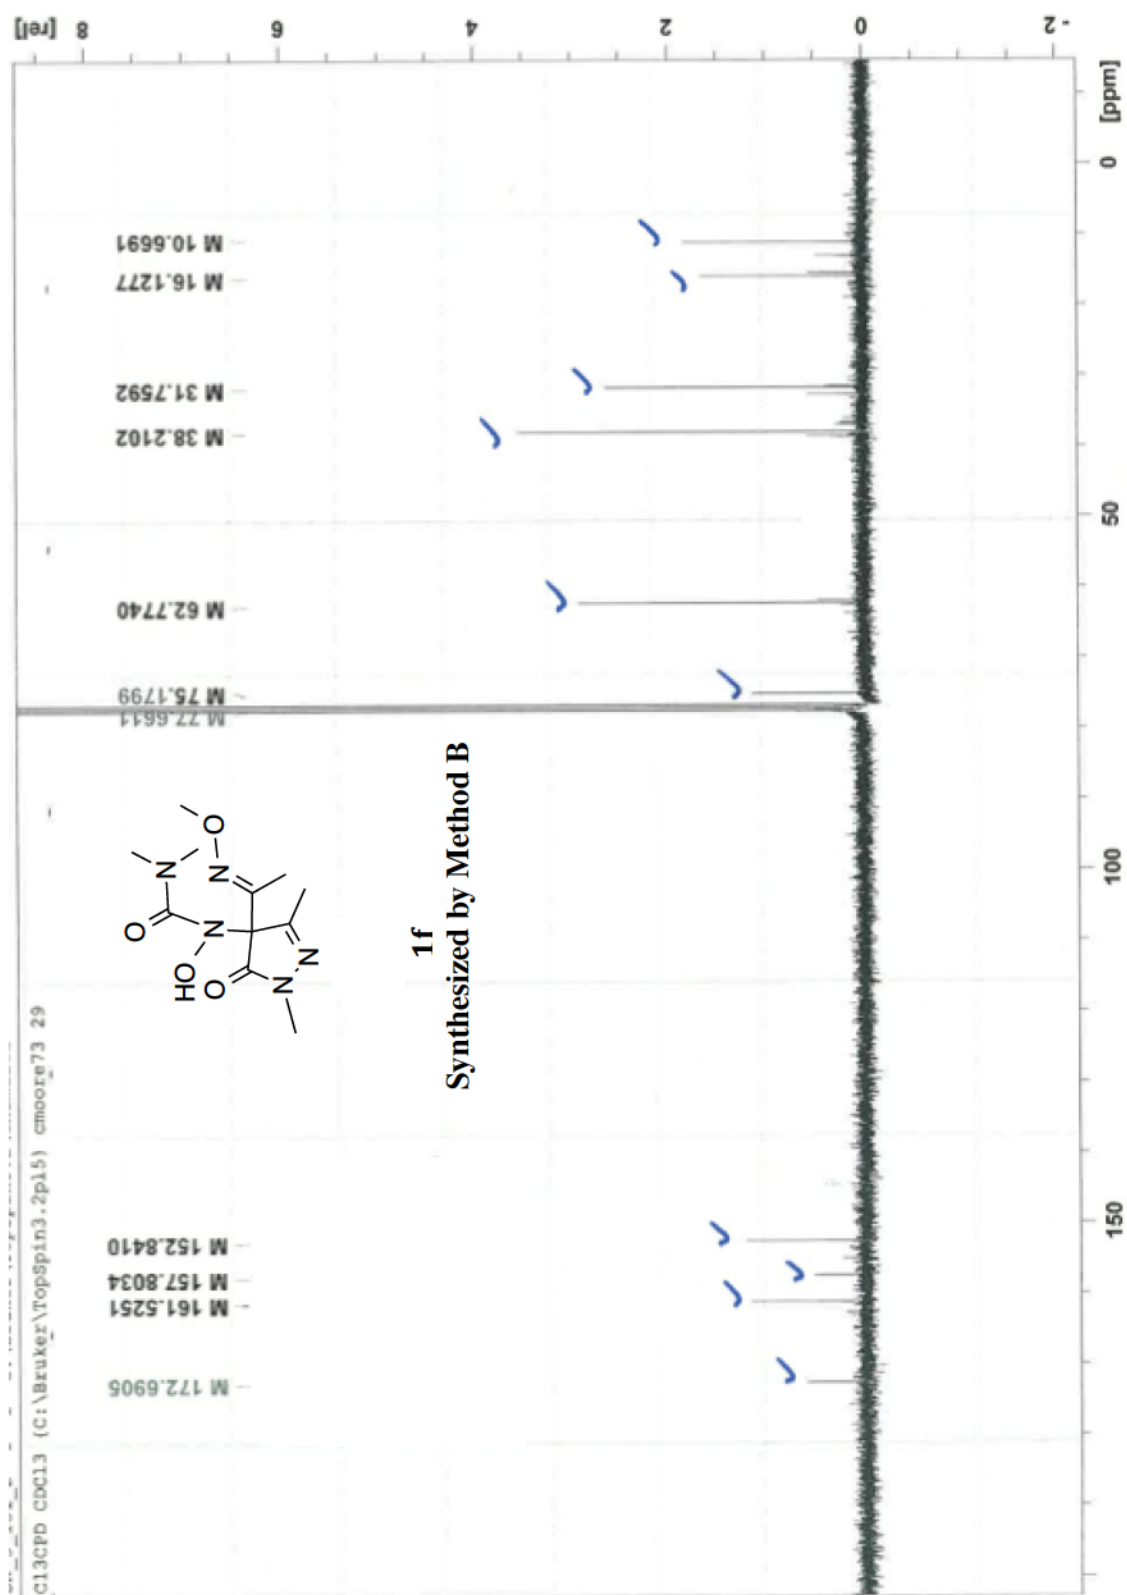 C13CPD CDCl3 {C:\Bruker\TopSpin3.2pl5} cmoore73 29
[rel]
8
6
4
2
0
- 2
M 172.6905
M 161.5251
M 157.8034
M 152.8410
M 77.6611
M 75.1799
M 62.7740
M 38.2102
M 31.7592
M 16.1277
M 10.6691
O
N
HO
N
N
O
O
N
N
1f
Synthesized by Method B
150
100
50
0
[ppm]